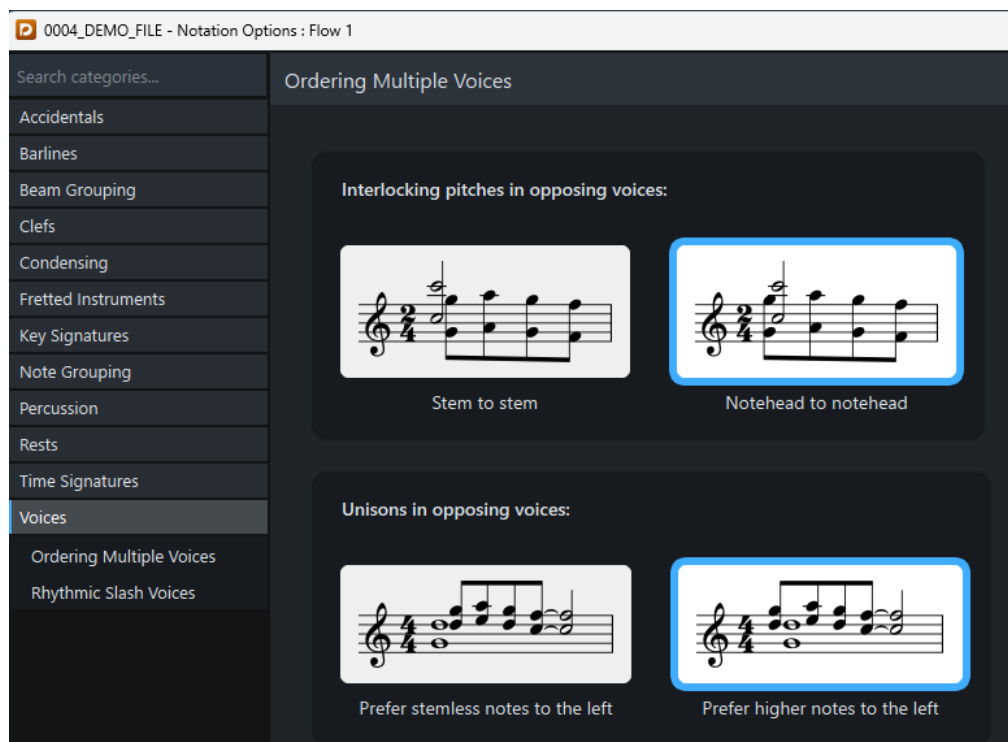 0004_DEMO_FILE - Notation Options : Flow 1
Search categories...
Accidentals
Barlines
Beam Grouping
Clefs
Condensing
Fretted Instruments
Key Signatures
Note Grouping
Percussion
Rests
Time Signatures
Voices
Ordering Multiple Voices
Rhythmic Slash Voices
Ordering Multiple Voices
Interlocking pitches in opposing voices:
Stem to stem
Notehead to notehead
Unisons in opposing voices:
Prefer stemless notes to the left
Prefer higher notes to the left